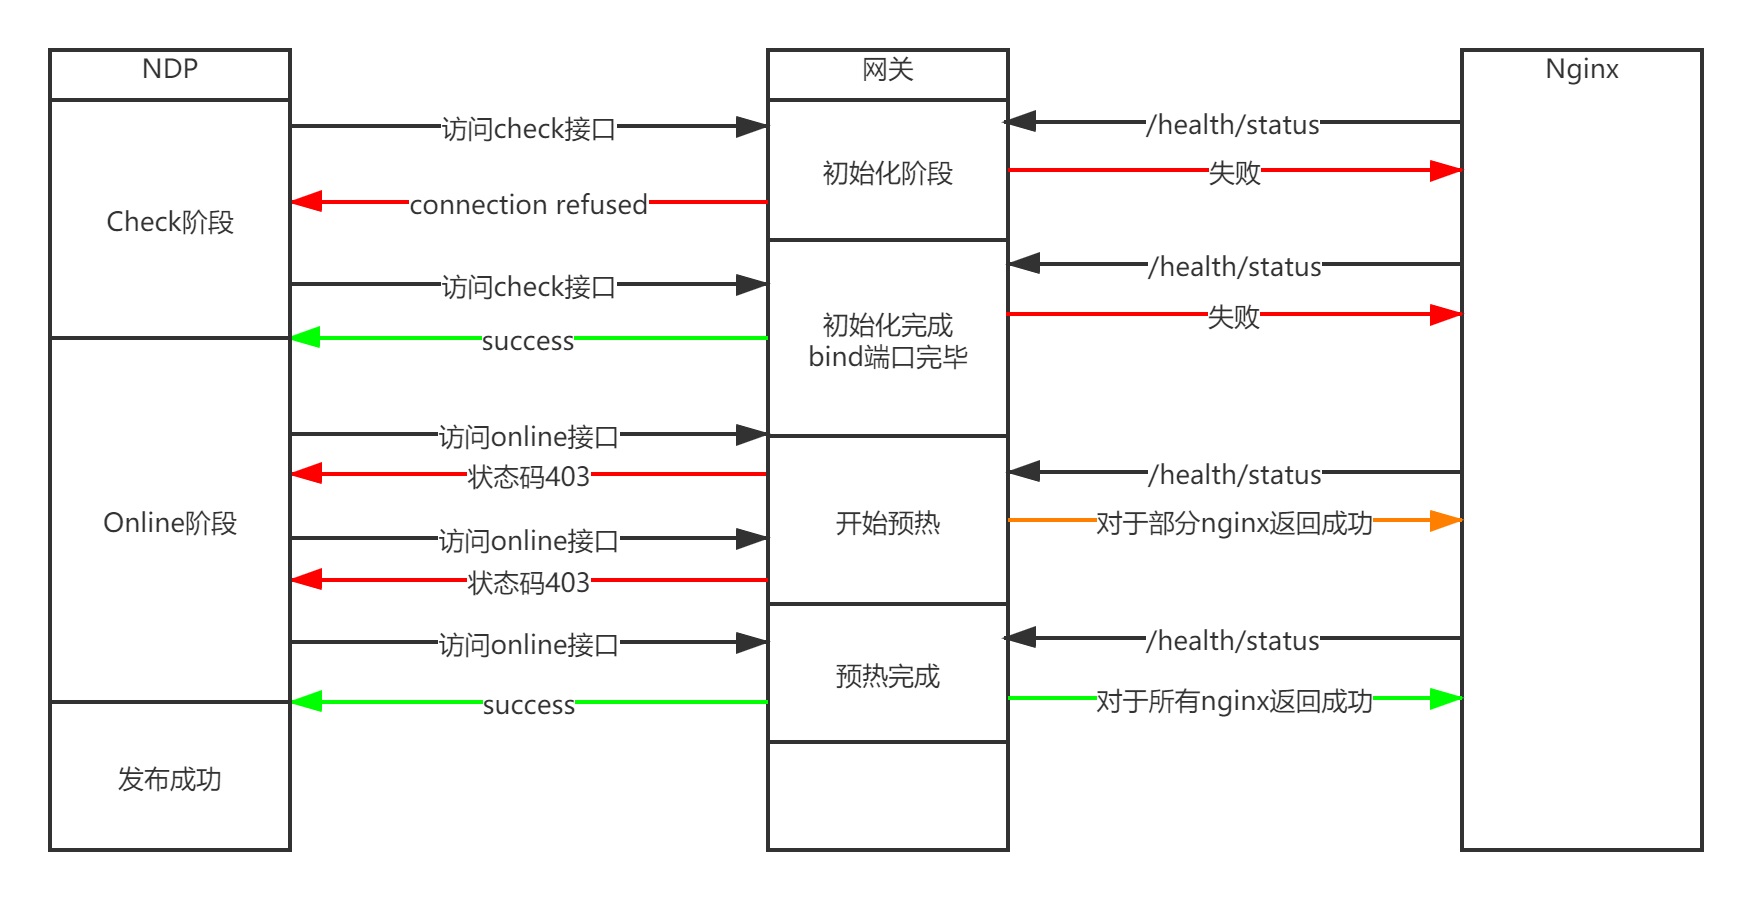 NDP
网关
Nginx
访问check接口
/health/status
初始化阶段
失败
connection refused
Check阶段
/health/status
访问check接口
失败
初始化完成
bind端口完毕
success
访问online接口
状态码403
/health/status
Online阶段
开始预热
对于部分nginx返回成功
访问online接口
状态码403
访问online接口
/health/status
预热完成
success
对于所有nginx返回成功
发布成功